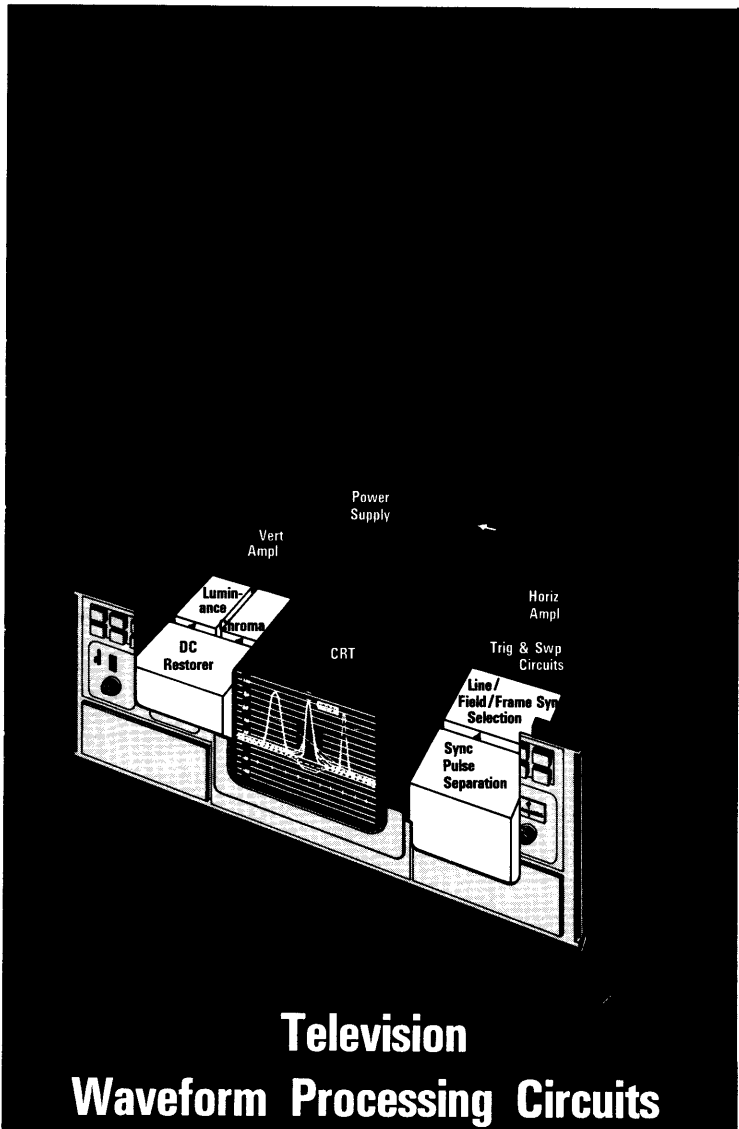 Power
Supply
Vert
Ampl
Horiz
Ampl
Lumin-
ance
Chroma
DC
Restorer
CRT
Trig & Swp
Circuits
Line/
Field/Frame Syn
Selection
Sync
Pulse
Separation
Television
Waveform Processing Circuits